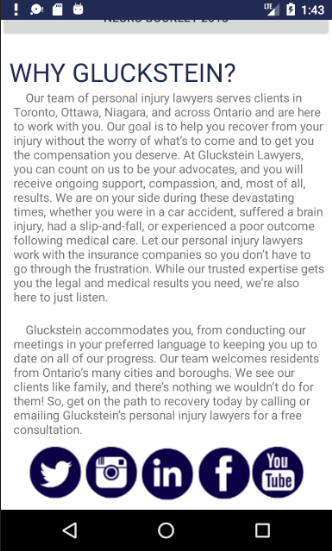 1:43
NEURO BOOKLET 2018
WHY GLUCKSTEIN?
Our team of personal injury lawyers serves clients in
Toronto, Ottawa, Niagara, and across Ontario and are here
to work with you. Our goal is to help you recover from your
injury without the worry of what's to come and to get you
the compensation you deserve. At Gluckstein Lawyers,
you can count on us to be your advocates, and you will
receive ongoing support, compassion, and, most of all,
results. We are on your side during these devastating
times, whether you were in a car accident, suffered a brain
injury, had a slip-and-fall, or experienced a poor outcome
following medical care. Let our personal injury lawyers
work with the insurance companies so you don't have to
go through the frustration. While our trusted expertise gets
you the legal and medical results you need, we're also
here to just listen.
Gluckstein accommodates you, from conducting our
meetings in your preferred language to keeping you up to
date on all of our progress. Our team welcomes residents
from Ontario's many cities and boroughs. We see our
clients like family, and there's nothing we wouldn't do for
them! So, get on the path to recovery today by calling or
emailing Gluckstein's personal injury lawyers for a free
consultation.
in
f
You
Tube